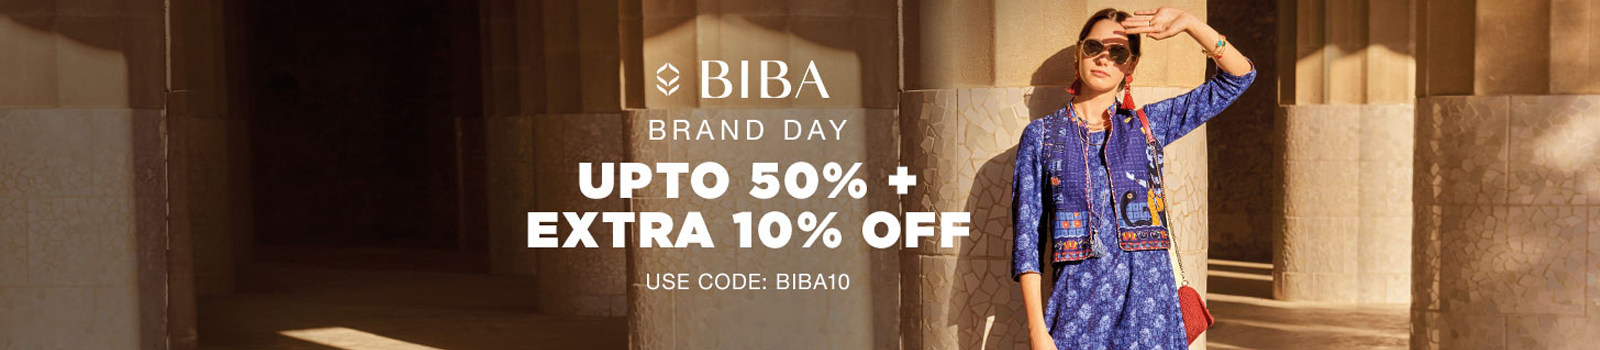 BIBA
BRAND DAY
UPTO 50% +
EXTRA 10% OFF
USE CODE: BIBA10